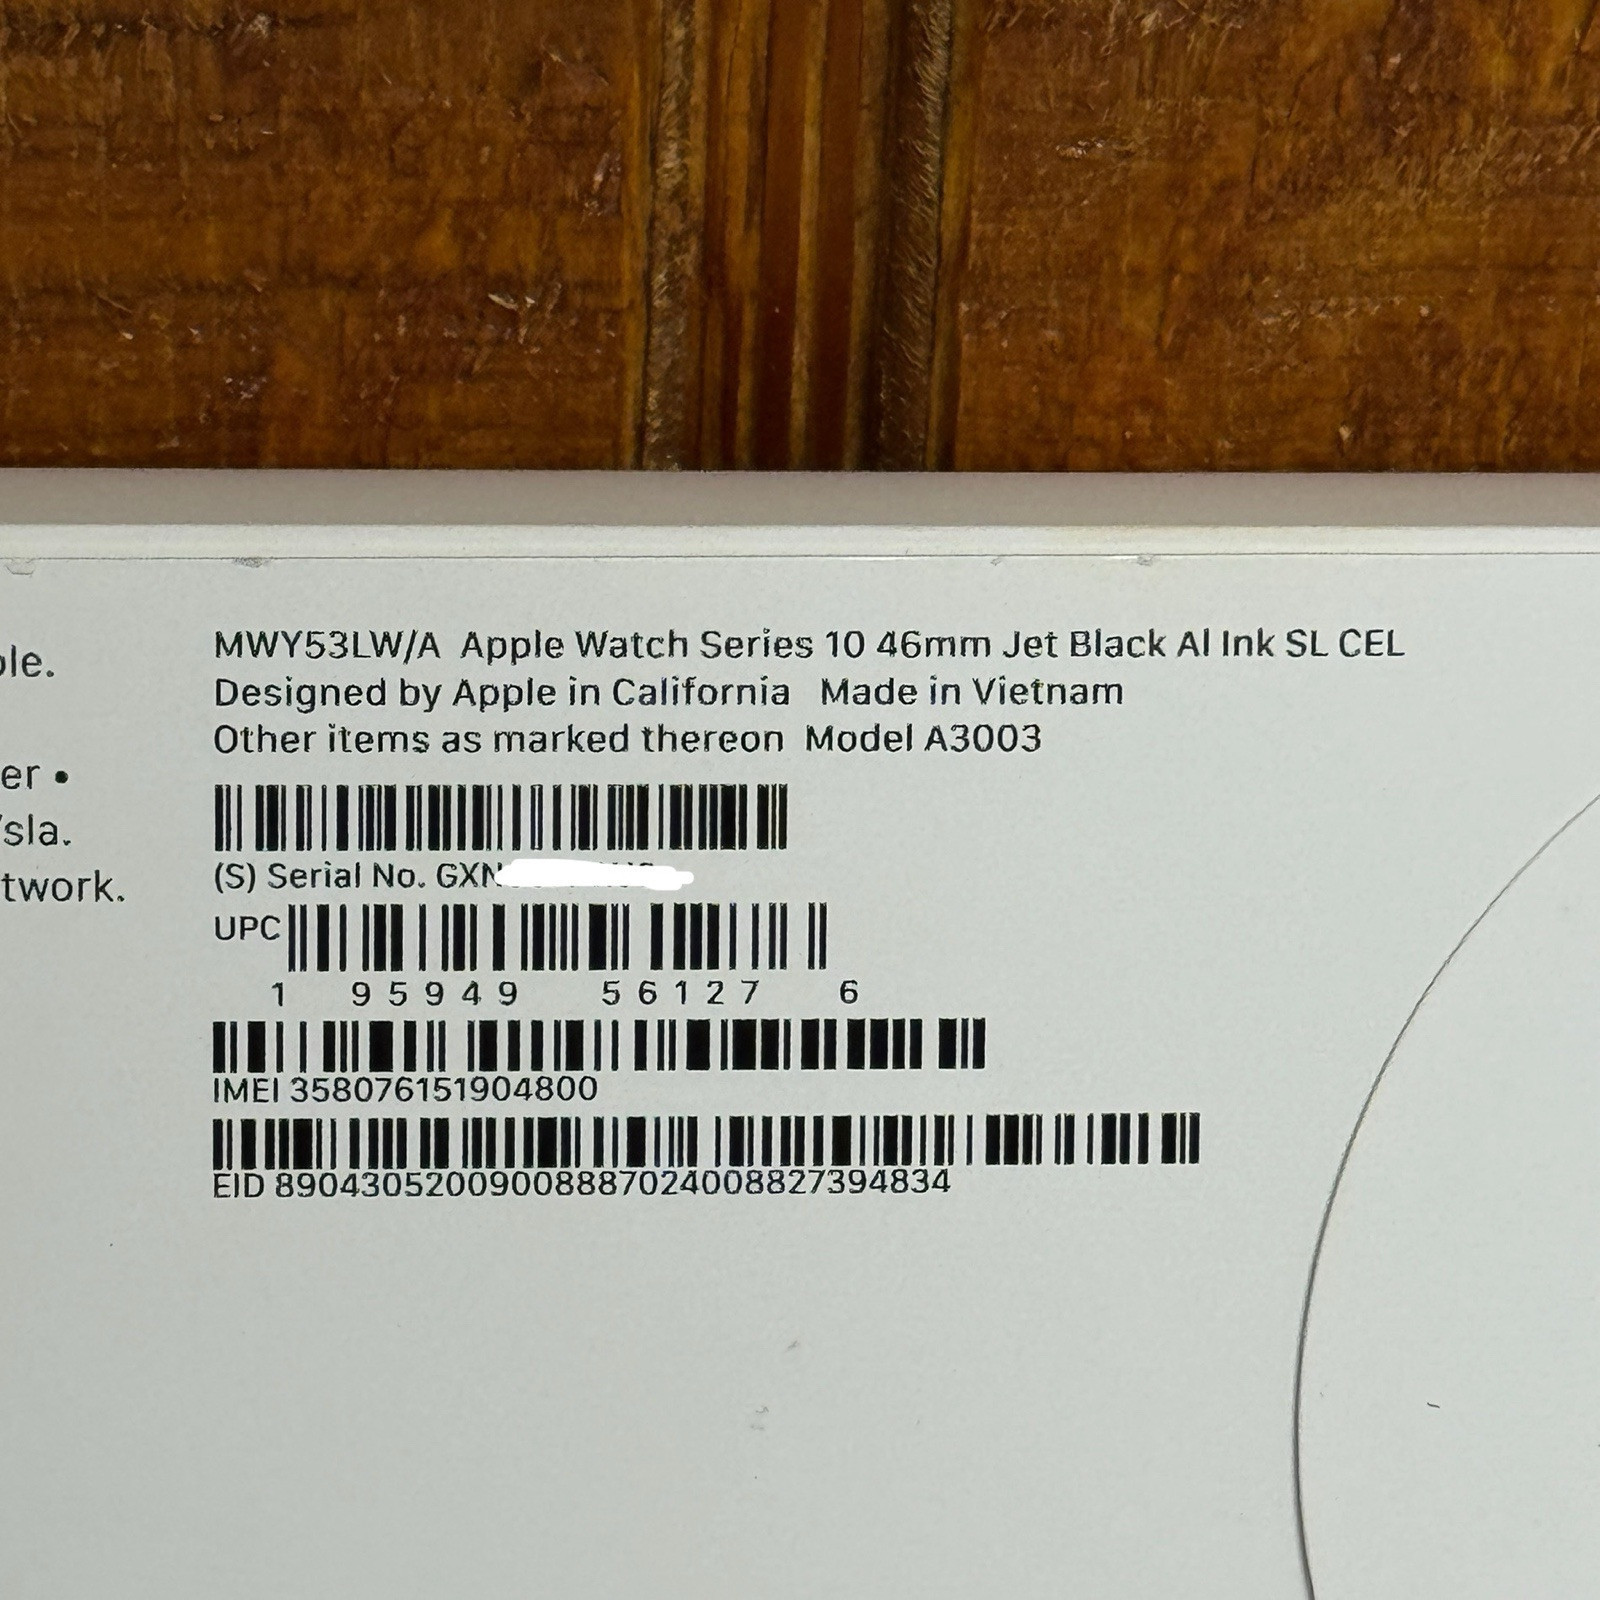 MWY53LW/A Apple Watch Series 10 46mm Jet Black Al Ink SL CEL
Designed by Apple in California Made in Vietnam
Other items as marked thereon Model A3003
(S) Serial No. GXN
UPC
1 95949 56127 6
IMEI 358076151904800
EID 89043052009008887024008827394834
ple.
er •
/sla.
twork.